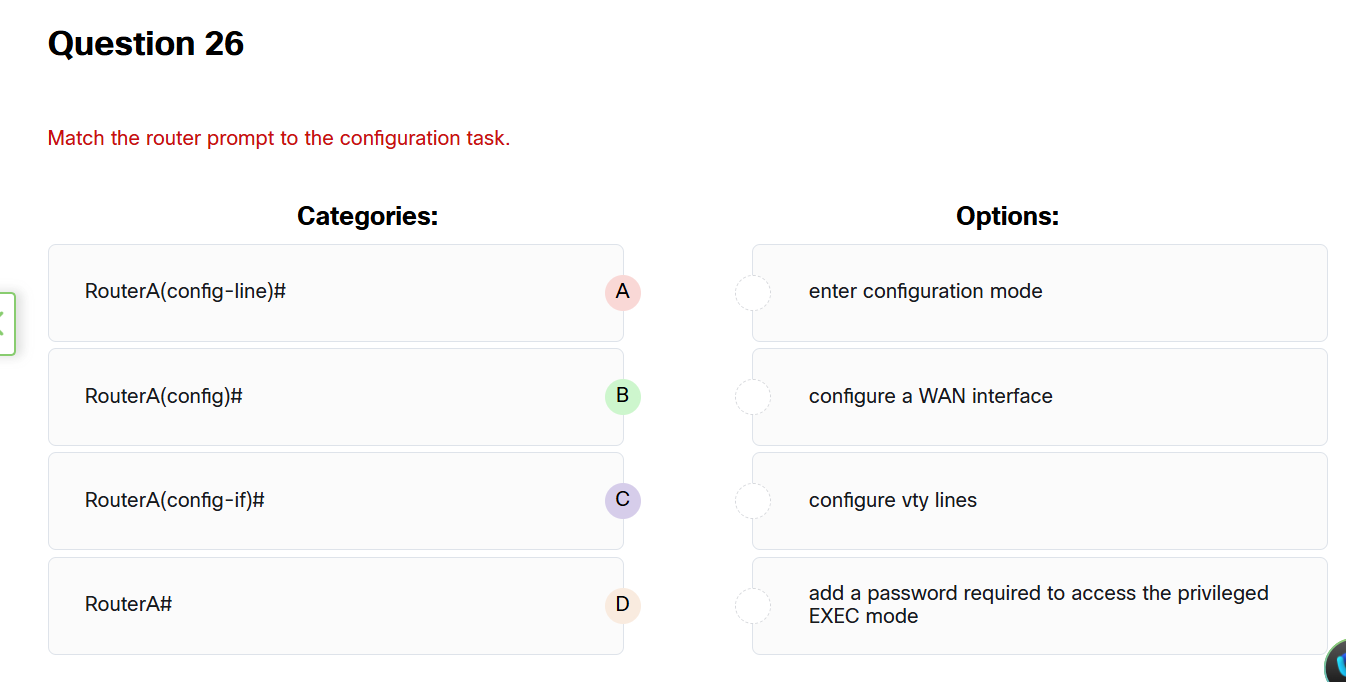 Question 26
Match the router prompt to the configuration task.
Categories:
Options:
RouterA(config-line)#
A
enter configuration mode
RouterA(config)#
B
configure a WAN interface
RouterA(config-if)#
C
configure vty lines
RouterA#
D
add a password required to access the privileged
EXEC mode